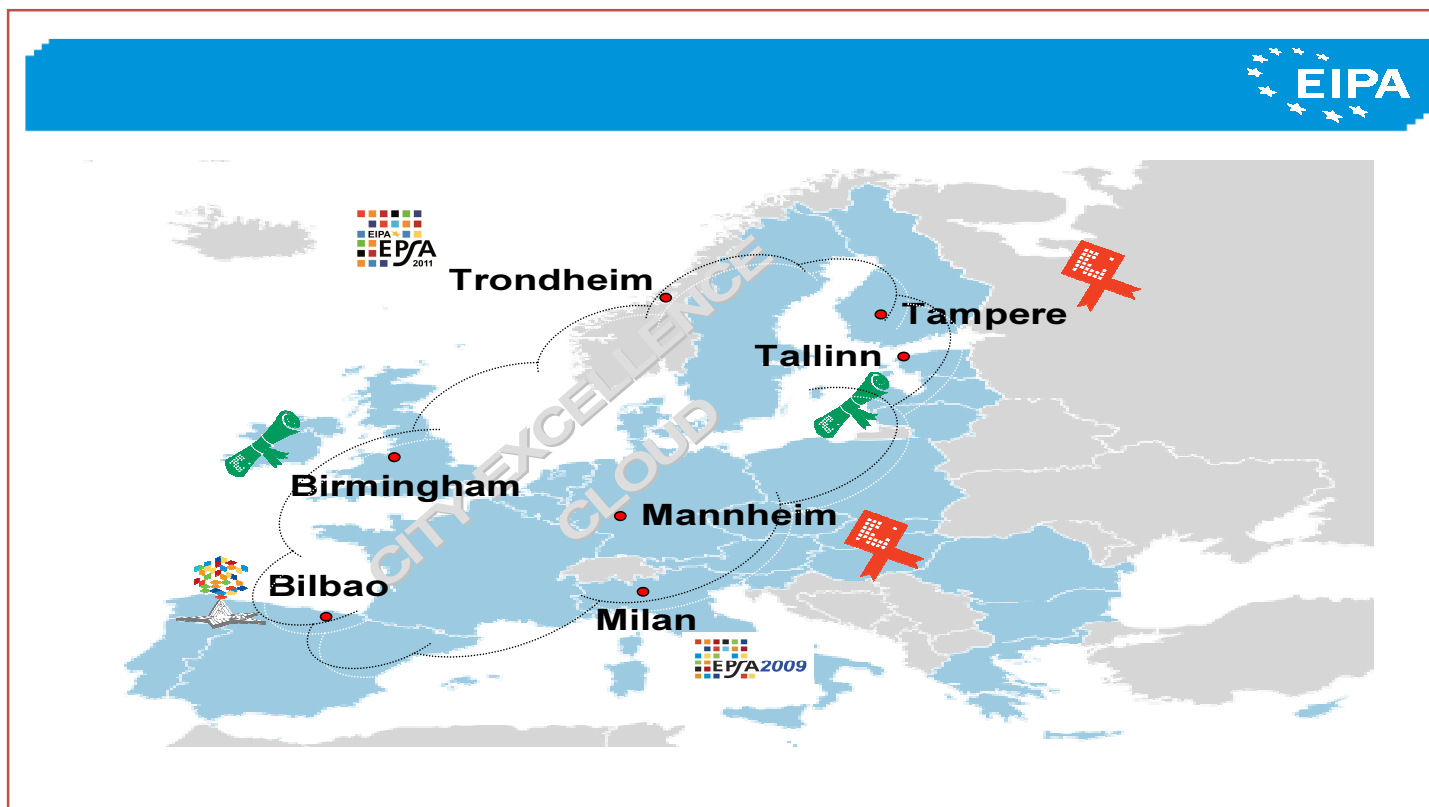 EIPA
EIPA
EPSA
2011
Trondheim
Tampere
Tallinn
CITY EXCELLENCE
CLOUD
Birmingham
Mannheim
Bilbao
Milan
EPSA2009